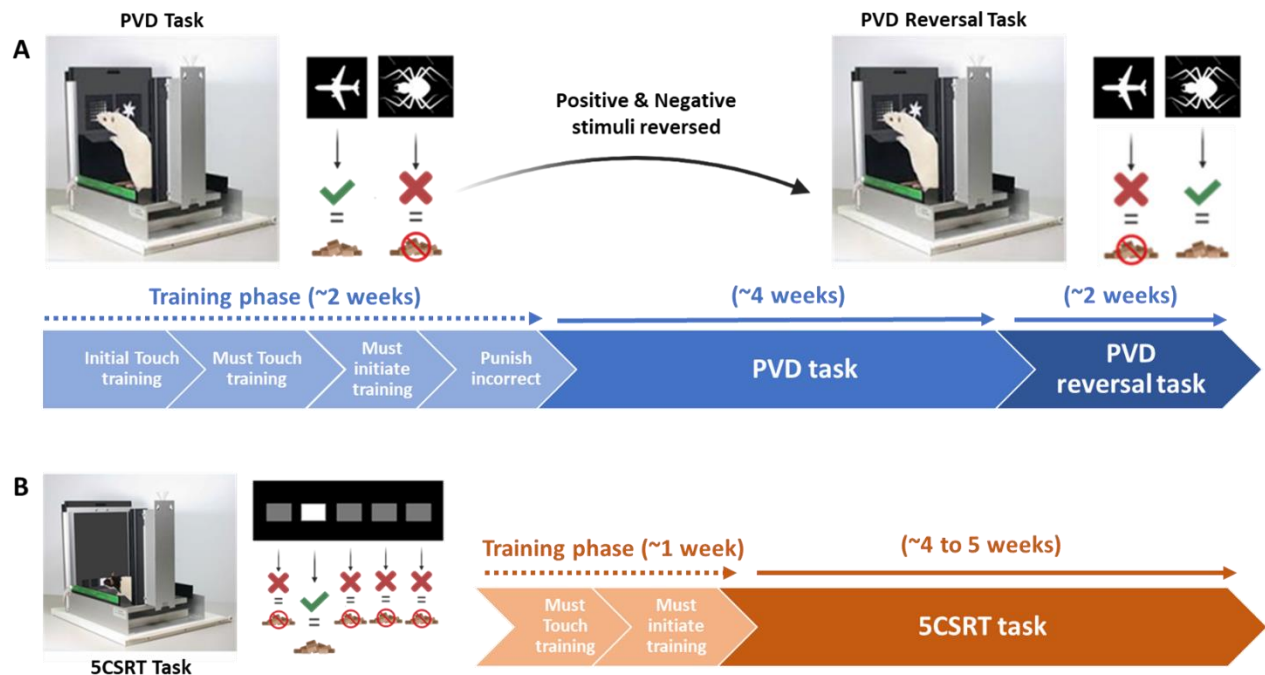 PVD Task
PVD Reversal Task
A
Positive & Negative
stimuli reversed
=
=
=
=
Training phase (~2 weeks)
(~4 weeks)
(~2 weeks)
Initial Touch
training
Must Touch
training
Must
initiate
training
Punish
incorrect
PVD task
PVD
reversal task
B
=
=
=
=
=
5CSRT Task
Training phase (~1 week)
(~4 to 5 weeks)
Must
Touch
training
Must
initiate
training
5CSRT task